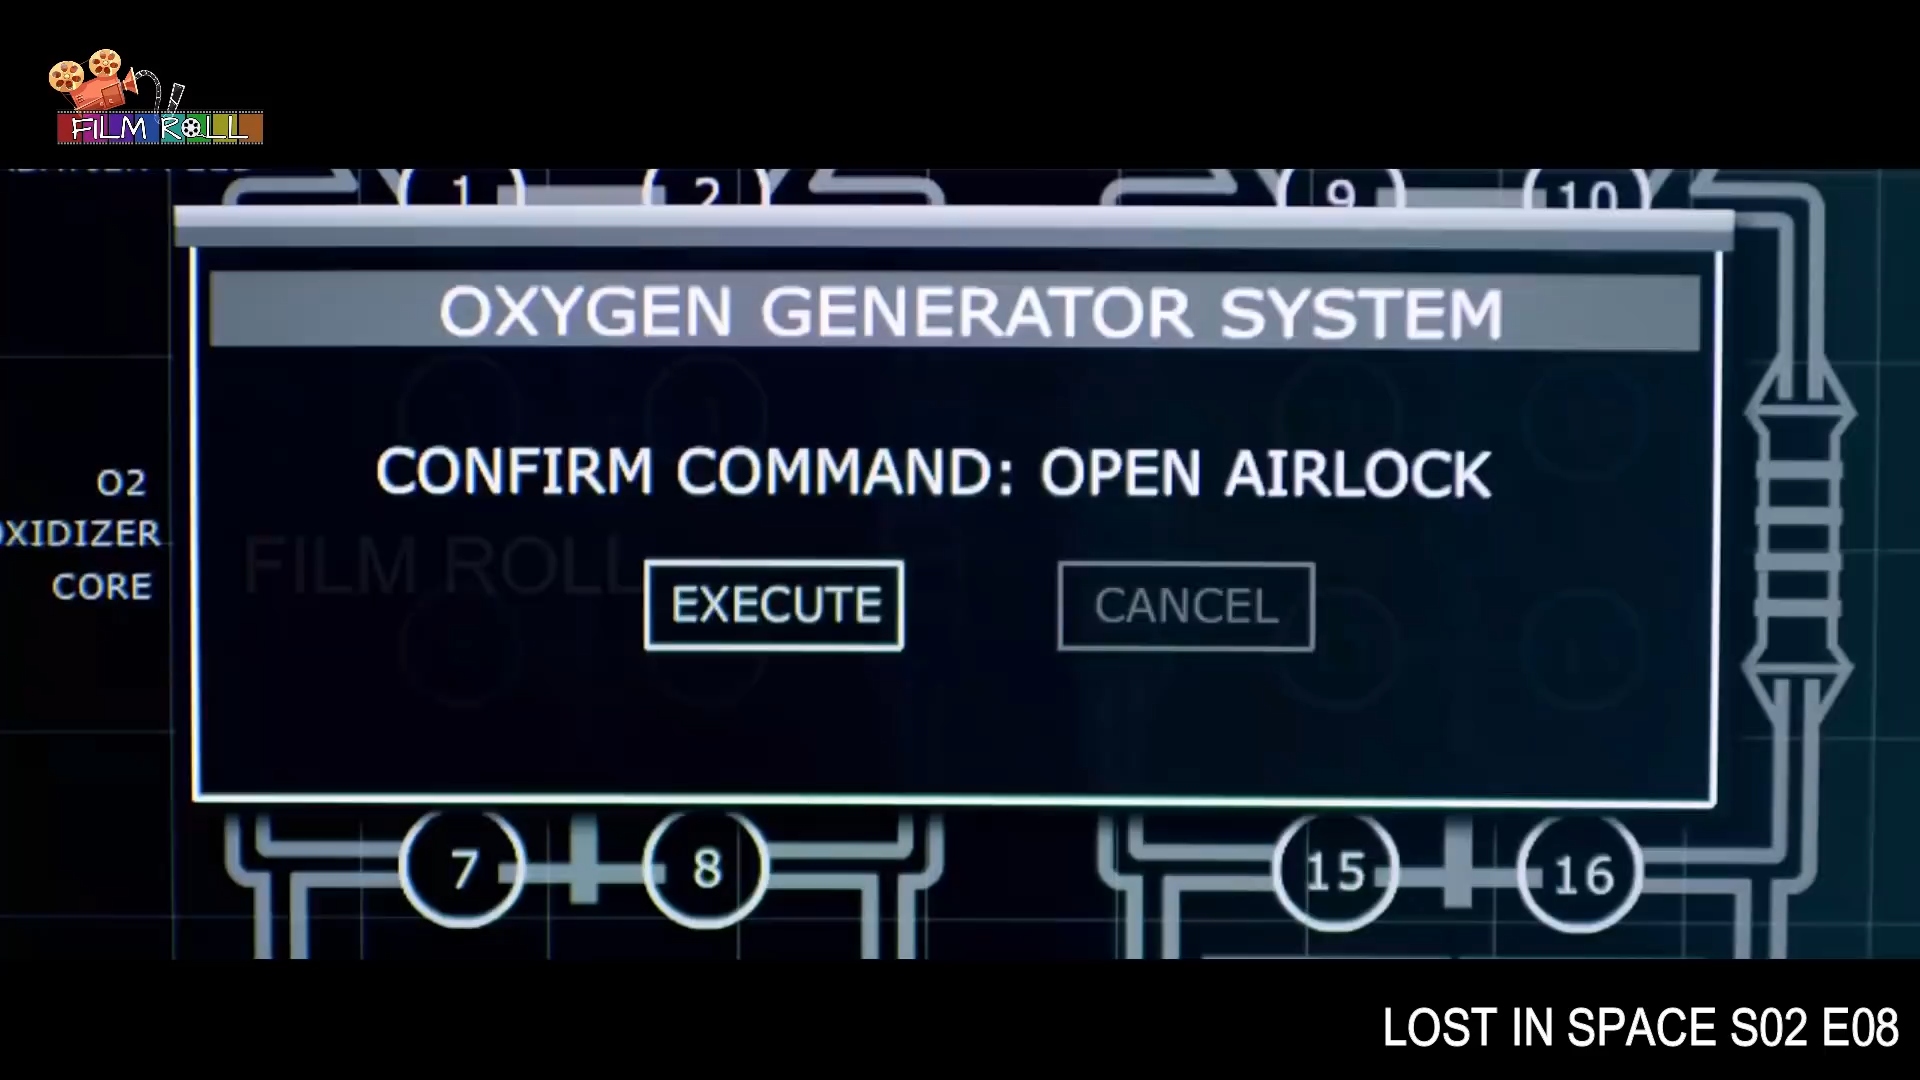 FILM ROLL
1 2 9 10
OXYGEN GENERATOR SYSTEM
CONFIRM COMMAND: OPEN AIRLOCK
O2
OXIDIZER
CORE
FILM ROLL
EXECUTE CANCEL
7 8 15 16
LOST IN SPACE S02 E08